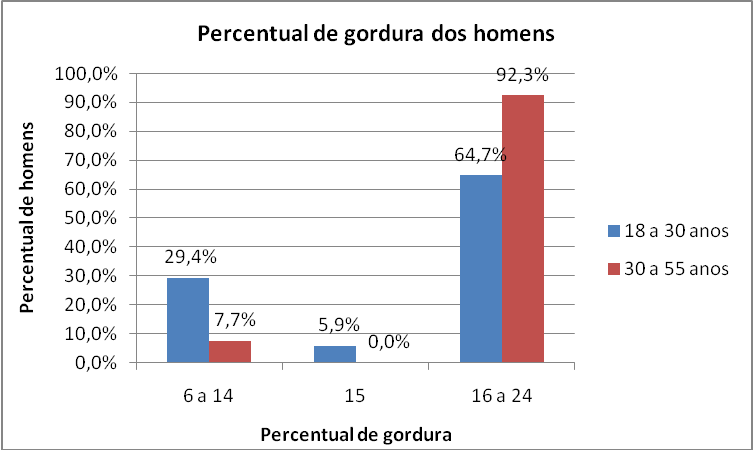 Percentual de gordura dos homens
Percentual de homens
100,0%
90,0%
80,0%
70,0%
60,0%
50,0%
40,0%
30,0%
20,0%
10,0%
0,0%
29,4%
7,7%
5,9%
0,0%
64,7%
92,3%
6 a 14
15
16 a 24
Percentual de gordura
18 a 30 anos
30 a 55 anos